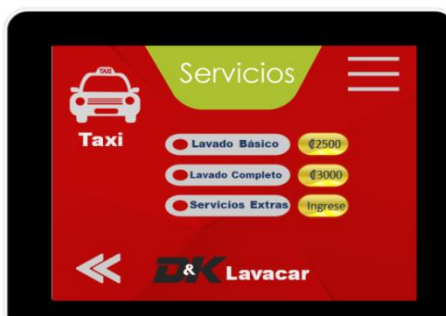 Servicios
TAXI
Taxi
Lavado Básico ₡2500
Lavado Completo ₡3000
Servicios Extras Ingrese
D&K Lavacar